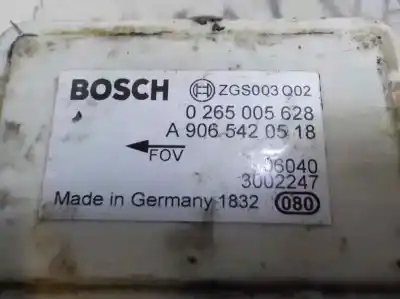 BOSCH ZGS003 Q02
0 265 005 628
A 906 542 05 18
FOV
06040
3002247
Made in Germany 1832 080